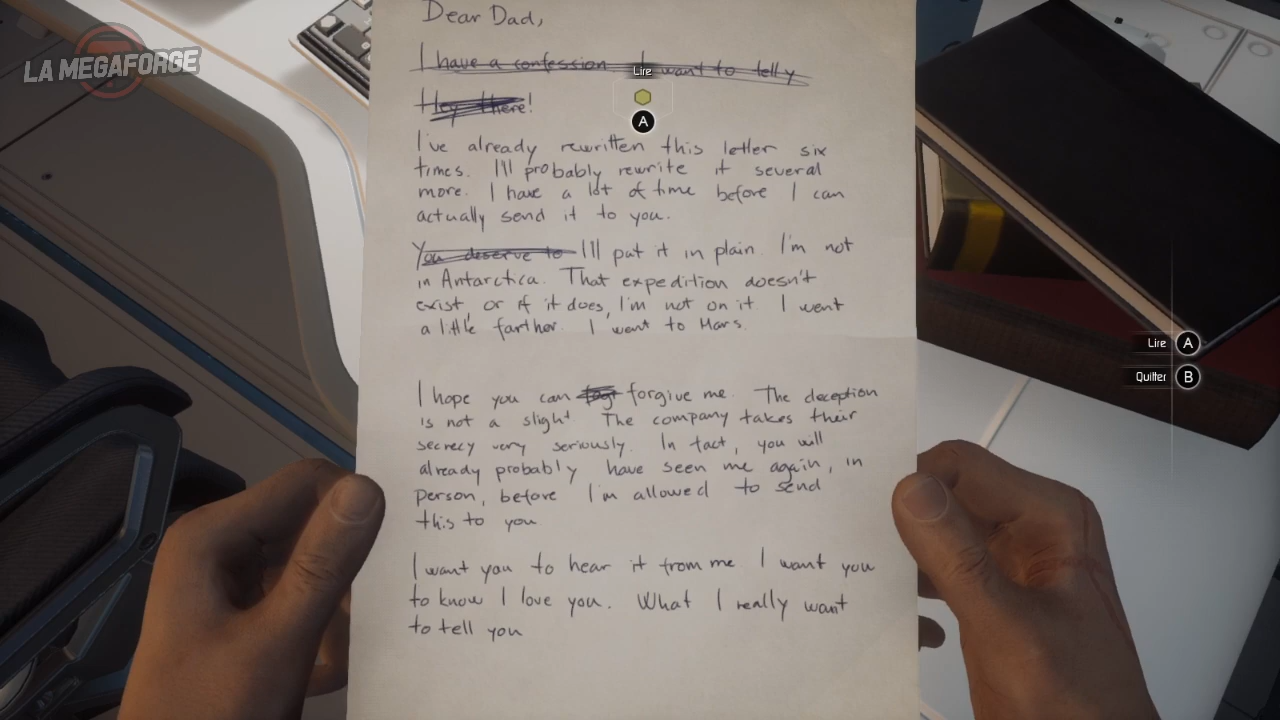 LA MEGAFORGE
Dear Dad,
I have a confession I want to tell y
Lire
Hey there!
A
I've already rewritten this letter six
times. I'll probably rewrite it several
more. I have a lot of time before I can
actually send it to you.
You deserve to I'll put it in plain. I'm not
in Antarctica. That expedition doesn't
exist, or if it does, I'm not on it. I went
a little farther. I went to Mars.
I hope you can forgive me. The deception
is not a slight. The company takes their
secrecy very seriously. In fact, you will
already probably have seen me again, in
person, before I'm allowed to send
this to you
I want you to hear it from me I want you
to know I love you. What I really want
to tell you
Lire A
Quitter B